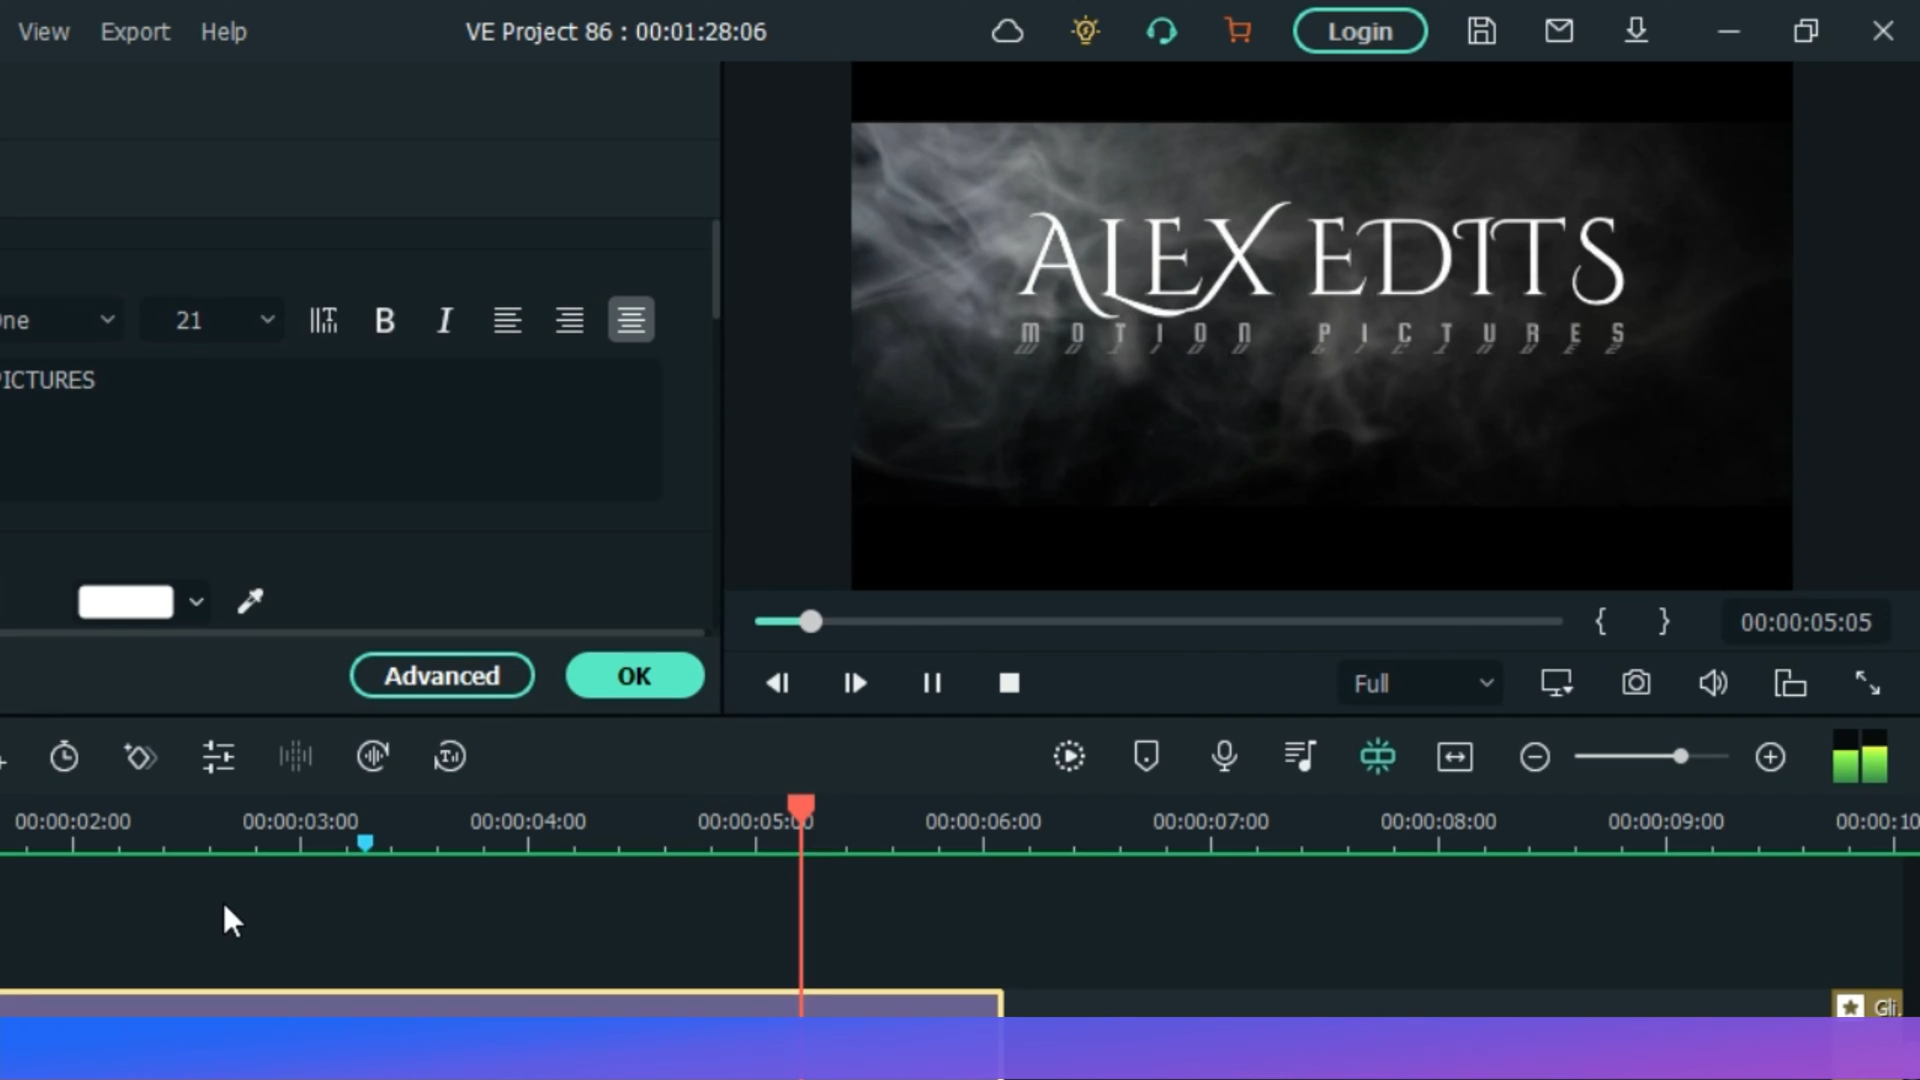 View Export Help VE Project 86 : 00:01:28:06 Login
ALEX EDITS
MOTION PICTURES
21 B I
PICTURES
{ } 00:00:05:05
Advanced OK Full
00:00:02:00 00:00:03:00 00:00:04:00 00:00:05:00 00:00:06:00 00:00:07:00 00:00:08:00 00:00:09:00 00:00:10